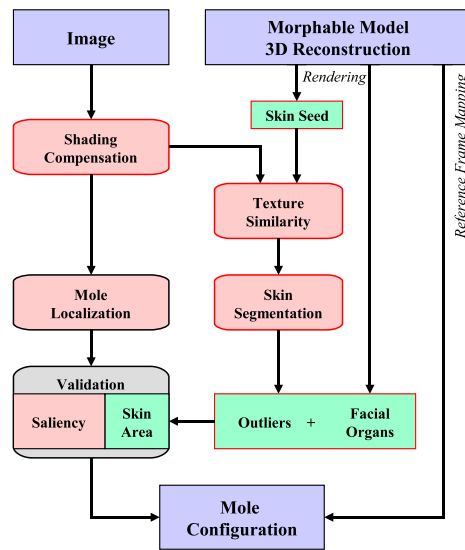 Image
Morphable Model
3D Reconstruction
Rendering
Reference Frame Mapping
Skin Seed
Shading
Compensation
Texture
Similarity
Mole
Localization
Skin
Segmentation
Validation
Saliency
Skin
Area
Outliers + Facial
Organs
Mole
Configuration